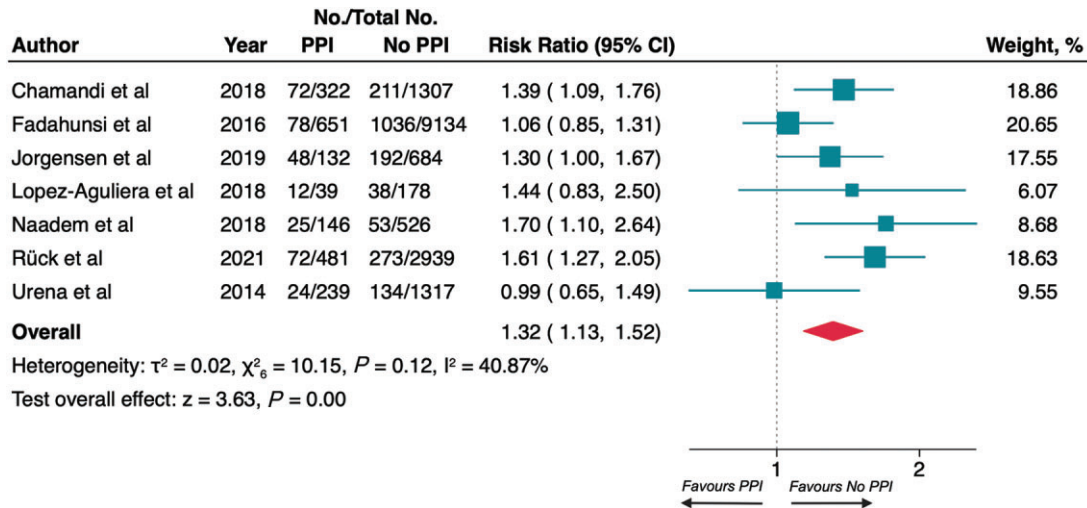 No./Total No.
Author Year PPI No PPI Risk Ratio (95% CI) Weight, %
Chamandi et al 2018 72/322 211/1307 1.39 ( 1.09, 1.76) 18.86
Fadahunsi et al 2016 78/651 1036/9134 1.06 ( 0.85, 1.31) 20.65
Jorgensen et al 2019 48/132 192/684 1.30 ( 1.00, 1.67) 17.55
Lopez-Aguliera et al 2018 12/39 38/178 1.44 ( 0.83, 2.50) 6.07
Naadem et al 2018 25/146 53/526 1.70 ( 1.10, 2.64) 8.68
Rück et al 2021 72/481 273/2939 1.61 ( 1.27, 2.05) 18.63
Urena et al 2014 24/239 134/1317 0.99 ( 0.65, 1.49) 9.55
Overall 1.32 ( 1.13, 1.52)
Heterogeneity: τ² = 0.02, χ²₆ = 10.15, P = 0.12, I² = 40.87%
Test overall effect: z = 3.63, P = 0.00
1 2
Favours PPI Favours No PPI